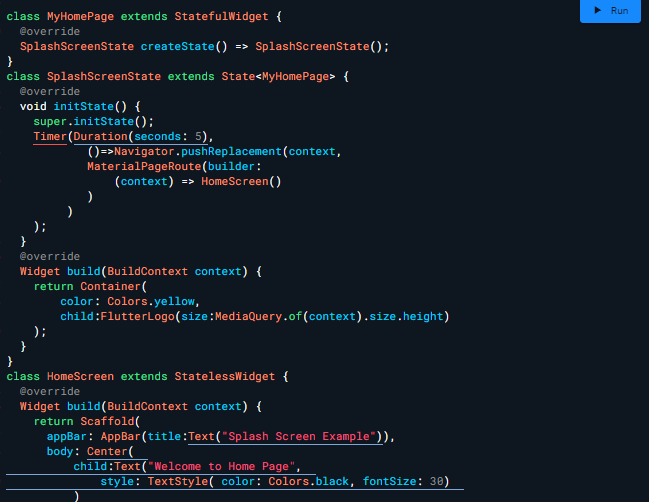 Run
class MyHomePage extends StatefulWidget {
  @override
  SplashScreenState createState() => SplashScreenState();
}
class SplashScreenState extends State<MyHomePage> {
  @override
  void initState() {
    super.initState();
    Timer(Duration(seconds: 5),
            ()=>Navigator.pushReplacement(context,
            MaterialPageRoute(builder:
                (context) => HomeScreen()
            )
         )
    );
  }
  @override
  Widget build(BuildContext context) {
    return Container(
        color: Colors.yellow,
        child:FlutterLogo(size:MediaQuery.of(context).size.height)
    );
  }
}
class HomeScreen extends StatelessWidget {
  @override
  Widget build(BuildContext context) {
    return Scaffold(
      appBar: AppBar(title:Text("Splash Screen Example")),
      body: Center(
          child:Text("Welcome to Home Page",
              style: TextStyle( color: Colors.black, fontSize: 30)
          )